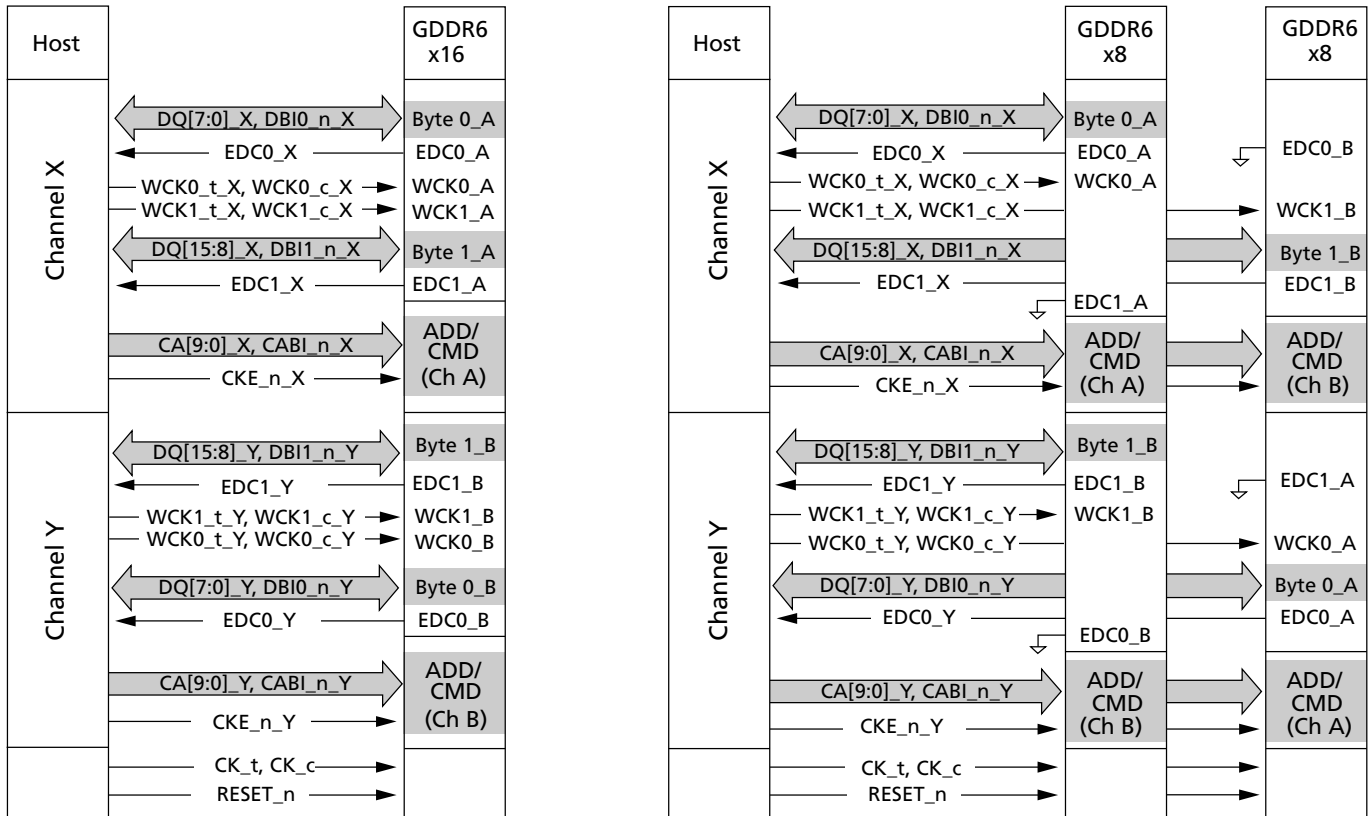 Host
GDDR6
x16
DQ[7:0]_X, DBI0_n_X
Byte 0_A
EDC0_X
EDC0_A
WCK0_t_X, WCK0_c_X
WCK0_A
WCK1_t_X, WCK1_c_X
WCK1_A
Channel X
DQ[15:8]_X, DBI1_n_X
Byte 1_A
EDC1_X
EDC1_A
CA[9:0]_X, CABI_n_X
ADD/
CMD
(Ch A)
CKE_n_X
DQ[15:8]_Y, DBI1_n_Y
Byte 1_B
EDC1_Y
EDC1_B
WCK1_t_Y, WCK1_c_Y
WCK1_B
WCK0_t_Y, WCK0_c_Y
WCK0_B
Channel Y
DQ[7:0]_Y, DBI0_n_Y
Byte 0_B
EDC0_Y
EDC0_B
CA[9:0]_Y, CABI_n_Y
ADD/
CMD
(Ch B)
CKE_n_Y
CK_t, CK_c
RESET_n
Host
GDDR6
x8
GDDR6
x8
DQ[7:0]_X, DBI0_n_X
Byte 0_A
EDC0_X
EDC0_A
EDC0_B
WCK0_t_X, WCK0_c_X
WCK0_A
WCK1_t_X, WCK1_c_X
WCK1_B
Channel X
DQ[15:8]_X, DBI1_n_X
Byte 1_B
EDC1_X
EDC1_B
EDC1_A
CA[9:0]_X, CABI_n_X
ADD/
CMD
(Ch A)
ADD/
CMD
(Ch B)
CKE_n_X
DQ[15:8]_Y, DBI1_n_Y
Byte 1_B
EDC1_Y
EDC1_B
EDC1_A
WCK1_t_Y, WCK1_c_Y
WCK1_B
WCK0_t_Y, WCK0_c_Y
WCK0_A
Channel Y
DQ[7:0]_Y, DBI0_n_Y
Byte 0_A
EDC0_Y
EDC0_A
EDC0_B
CA[9:0]_Y, CABI_n_Y
ADD/
CMD
(Ch B)
ADD/
CMD
(Ch A)
CKE_n_Y
CK_t, CK_c
RESET_n